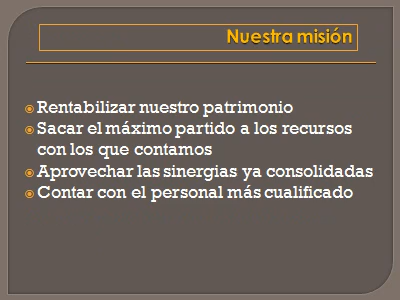 Nuestra misión
Rentabilizar nuestro patrimonio
Sacar el máximo partido a los recursos
con los que contamos
Aprovechar las sinergias ya consolidadas
Contar con el personal más cualificado